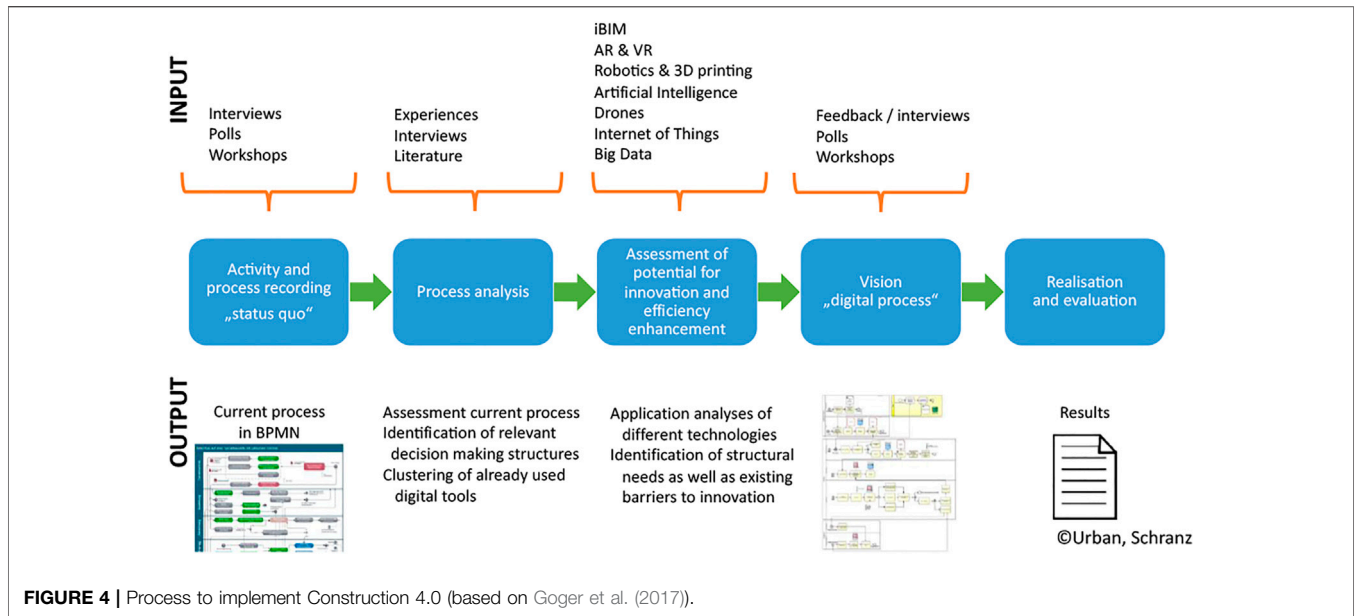 INPUT
Interviews
Polls
Workshops
Experiences
Interviews
Literature
iBIM
AR & VR
Robotics & 3D printing
Artificial Intelligence
Drones
Internet of Things
Big Data
Feedback / interviews
Polls
Workshops
Activity and
process recording
„status quo“
Process analysis
Assessment of
potential for
innovation and
efficiency
enhancement
Vision
„digital process“
Realisation
and evaluation
OUTPUT
Current process
in BPMN
Assessment current process
Identification of relevant
decision making structures
Clustering of already used
digital tools
Application analyses of
different technologies
Identification of structural
needs as well as existing
barriers to innovation
Results
©Urban, Schranz
FIGURE 4 | Process to implement Construction 4.0 (based on Goger et al. (2017)).